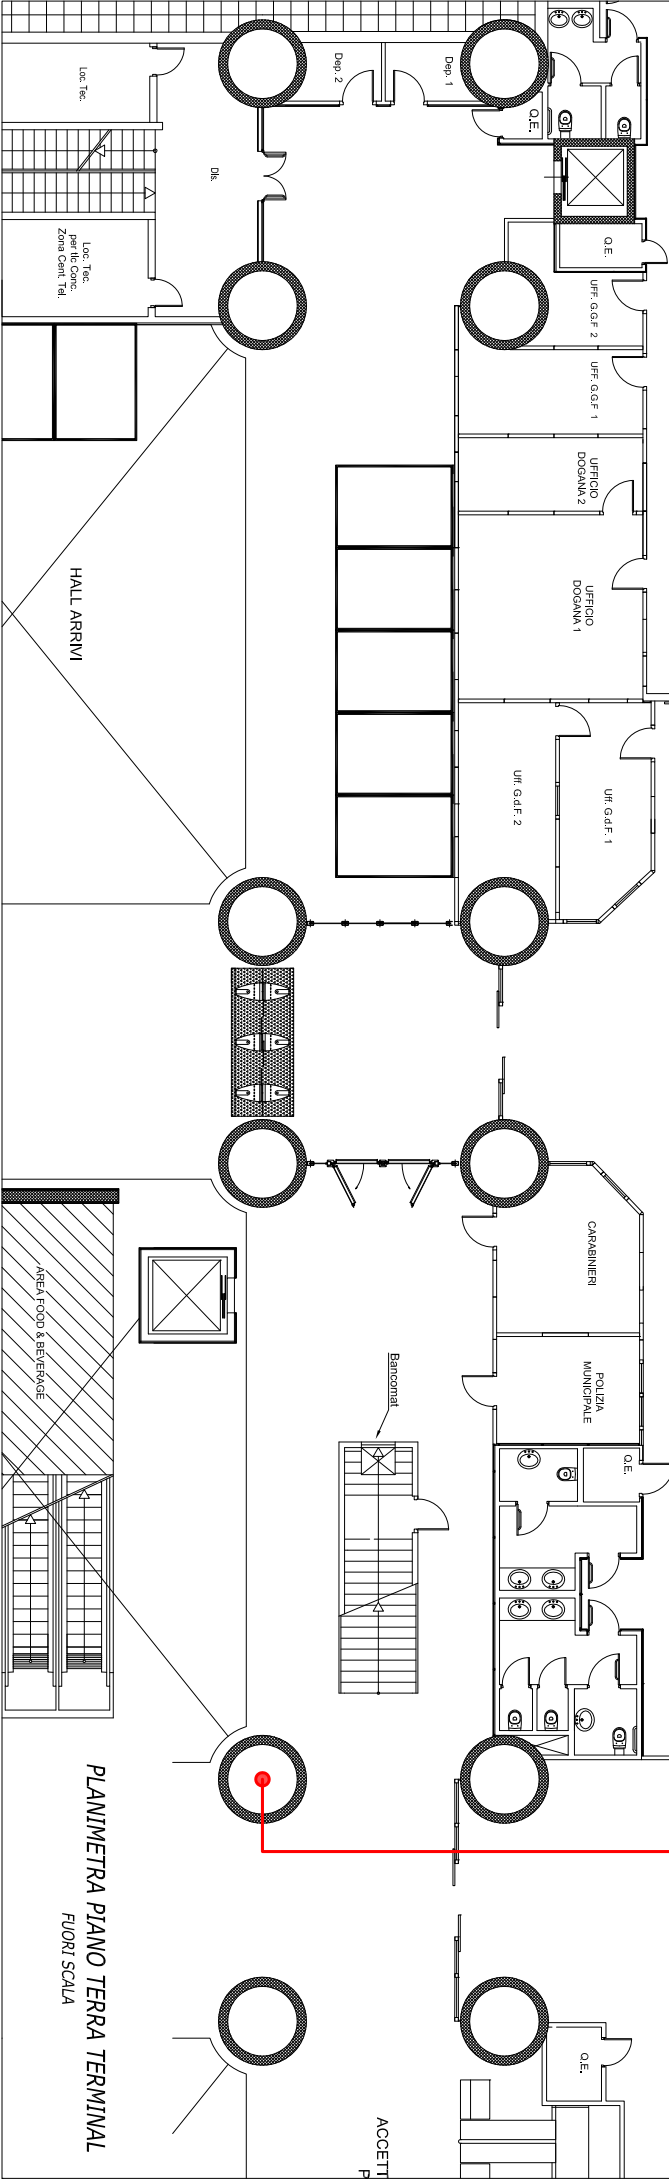 Loc. Tec.
Dep. 2
Dep. 1
Q.E.
Dis.
Loc. Tec.
per tlc Conc.
Zona Cent. Tel.
Q.E.
UFF. G.G.F 2
UFF. G.G.F 1
UFFICIO
DOGANA 2
UFFICIO
DOGANA 1
HALL ARRIVI
Uff. G.d.F. 2
Uff. G.d.F. 1
CARABINIERI
AREA FOOD & BEVERAGE
Bancomat
POLIZIA
MUNICIPALE
Q.E.
PLANIMETRA PIANO TERRA TERMINAL
FUORI SCALA
Q.E.
ACCETT
P